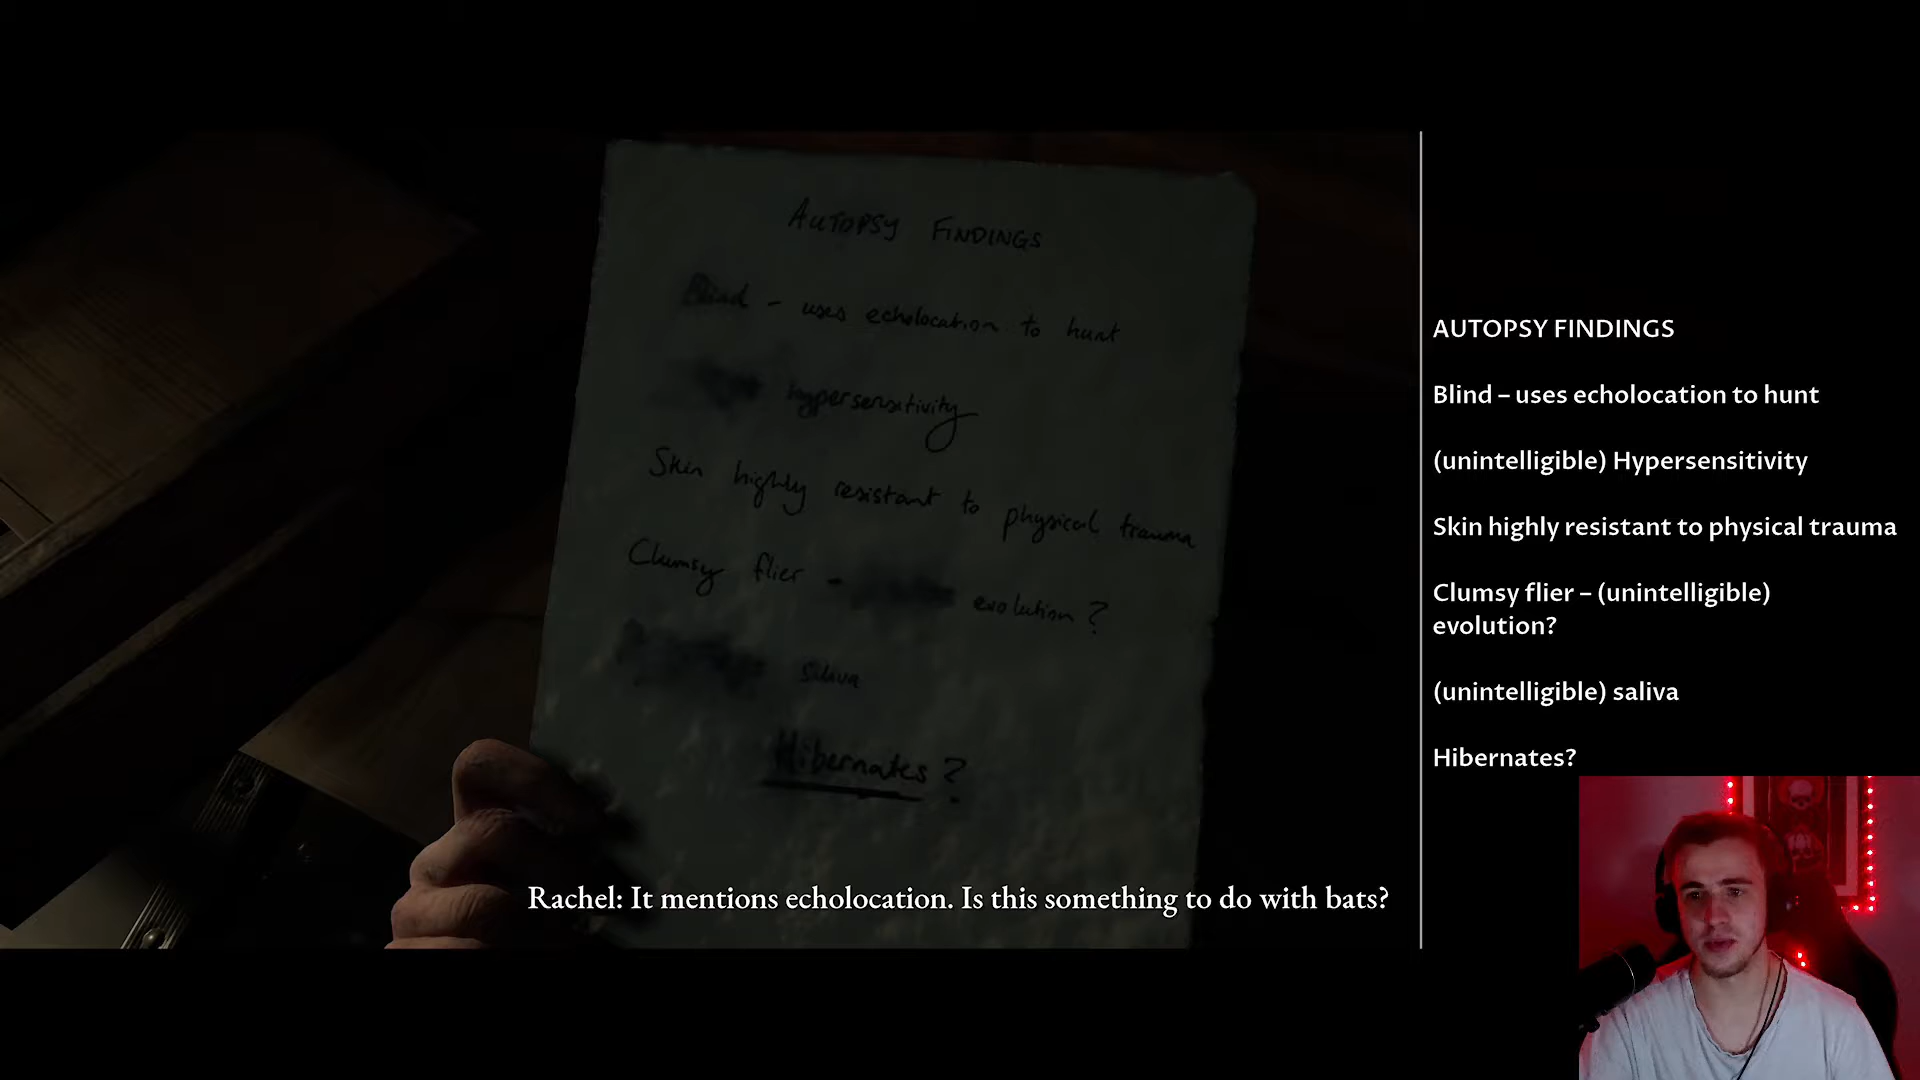 AUTOPSY FINDINGS
Blind - uses echolocation to hunt
hypersensitivity
Skin highly resistant to physical trauma
Clumsy flier - evolution?
saliva
Hibernates?
AUTOPSY FINDINGS
Blind – uses echolocation to hunt
(unintelligible) Hypersensitivity
Skin highly resistant to physical trauma
Clumsy flier – (unintelligible)
evolution?
(unintelligible) saliva
Hibernates?
Rachel: It mentions echolocation. Is this something to do with bats?